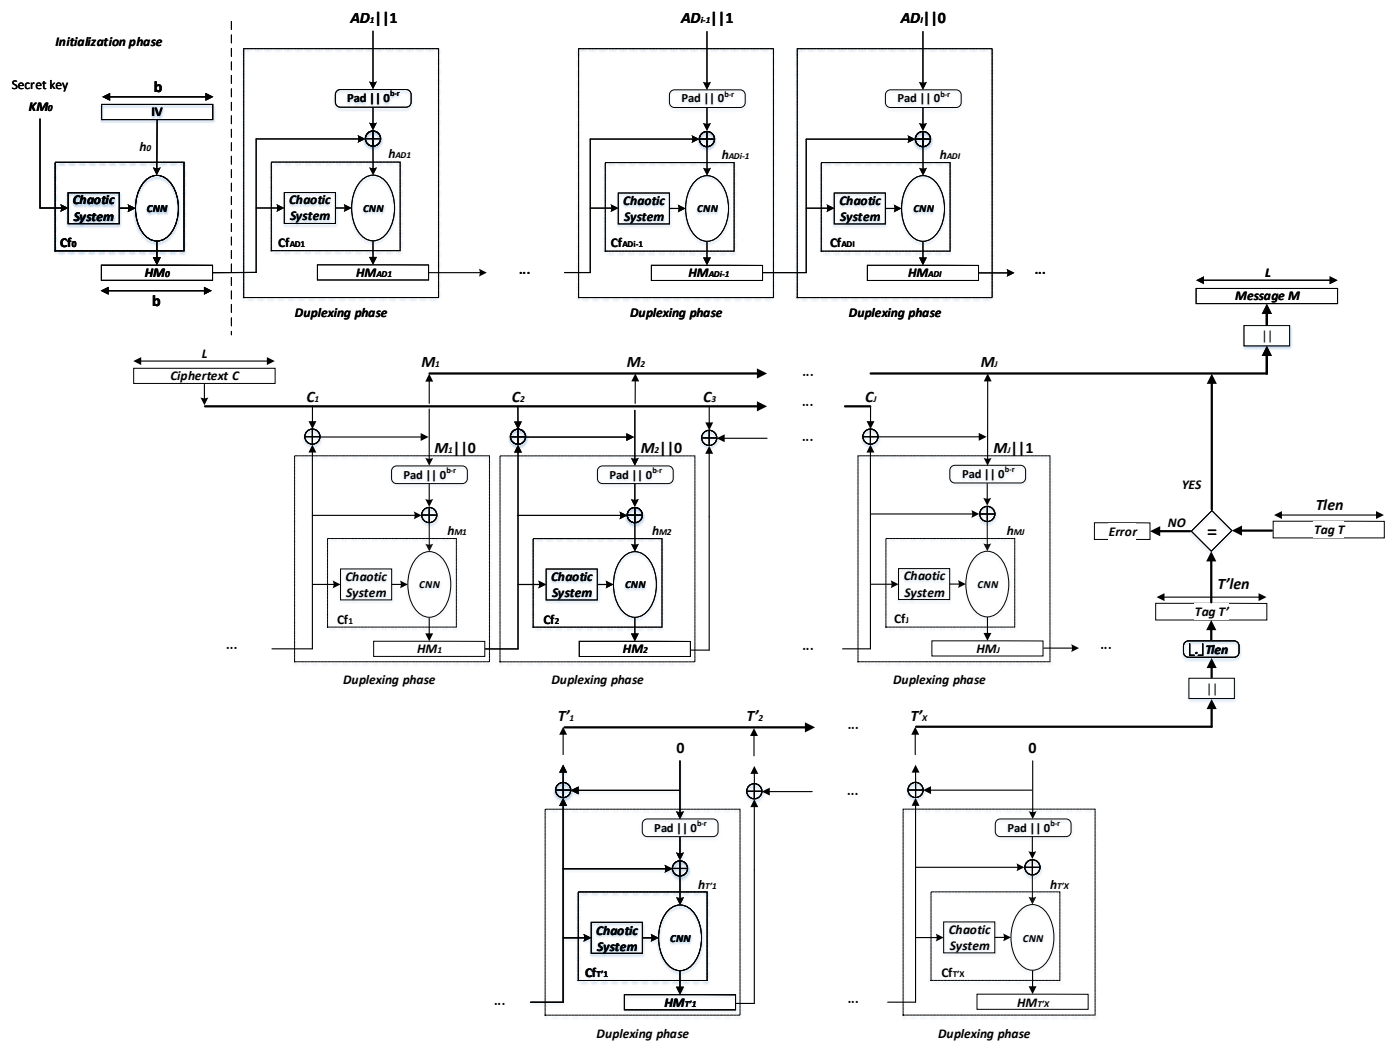 AD1||1
ADi-1||1
ADl||0
Initialization phase
Secret key
KM0
b
IV
h0
Chaotic System
CNN
Cf0
HM0
b
Pad || 0b-r
hAD1
Chaotic System
CNN
CfAD1
HMAD1
Duplexing phase
...
Pad || 0b-r
hADi-1
Chaotic System
CNN
CfADi-1
HMADi-1
Duplexing phase
Pad || 0b-r
hADl
Chaotic System
CNN
CfADl
HMADl
Duplexing phase
...
L
Message M
||
L
Ciphertext C
M1
M2
...
MJ
C1
C2
C3
...
CJ
...
M1||0
Pad || 0b-r
hM1
Chaotic System
CNN
Cf1
HM1
...
Duplexing phase
M2||0
Pad || 0b-r
hM2
Chaotic System
CNN
Cf2
HM2
Duplexing phase
...
MJ||1
Pad || 0b-r
hMJ
Chaotic System
CNN
CfJ
HMJ
Duplexing phase
...
YES
NO
Error
=
Tlen
Tag T
T'len
Tag T'
⌊.⌋Tlen
||
T'1
T'2
...
T'X
0
0
...
Pad || 0b-r
hT'1
Chaotic System
CNN
CfT'1
HMT'1
...
Duplexing phase
Pad || 0b-r
hT'X
Chaotic System
CNN
CfT'X
HMT'X
...
Duplexing phase